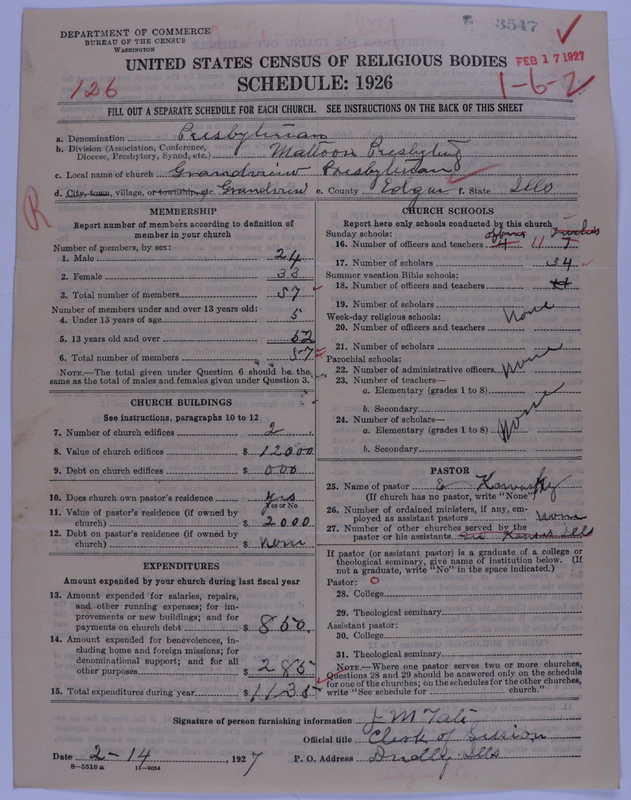 DEPARTMENT OF COMMERCE
BUREAU OF THE CENSUS
WASHINGTON
3547
FEB 17 1927
UNITED STATES CENSUS OF RELIGIOUS BODIES
SCHEDULE: 1926
126
1-6-2
FILL OUT A SEPARATE SCHEDULE FOR EACH CHURCH. SEE INSTRUCTIONS ON THE BACK OF THIS SHEET
a. Denomination Presbyterian
b. Division (Association, Conference, Diocese, Presbytery, Synod, etc.) Mattoon Presbytery
c. Local name of church Grandview Presbyterian
d. City, town, village, or township, etc. Grandview e. County Edgar f. State Ills
R
MEMBERSHIP
Report number of members according to definition of
member in your church
Number of members, by sex:
1. Male 24
2. Female 33
3. Total number of members 57
Number of members under and over 13 years old:
4. Under 13 years of age 5
5. 13 years old and over 52
6. Total number of members 57
NOTE.—The total given under Question 6 should be the
same as the total of males and females given under Question 3.
CHURCH BUILDINGS
See instructions, paragraphs 10 to 12
7. Number of church edifices 2
8. Value of church edifices $ 12000
9. Debt on church edifices $ 000
10. Does church own pastor's residence Yes
Yes or No
11. Value of pastor's residence (if owned by
church) $ 2000
12. Debt on pastor's residence (if owned by
church) $ None
EXPENDITURES
Amount expended by your church during last fiscal year
13. Amount expended for salaries, repairs,
and other running expenses; for im-
provements or new buildings; and for
payments on church debt $ 850.
14. Amount expended for benevolences, in-
cluding home and foreign missions; for
denominational support; and for all
other purposes $ 285
15. Total expenditures during year $ 1135
CHURCH SCHOOLS
Report here only schools conducted by this church
Sunday schools: officers teachers
16. Number of officers and teachers 4 11 7
17. Number of scholars 34
Summer vacation Bible schools:
18. Number of officers and teachers
19. Number of scholars None
Week-day religious schools:
20. Number of officers and teachers
21. Number of scholars
Parochial schools: None
22. Number of administrative officers
23. Number of teachers—
a. Elementary (grades 1 to 8)
b. Secondary
24. Number of scholars— None
a. Elementary (grades 1 to 8)
b. Secondary
PASTOR
25. Name of pastor
(If church has no pastor, write "None")
26. Number of ordained ministers, if any, em-
ployed as assistant pastors None
27. Number of other churches served by the
pastor or his assistants Kansas Ills
If pastor (or assistant pastor) is a graduate of a college or
theological seminary, give name of institution below. (If
not a graduate, write "No" in the space indicated.)
Pastor: O
28. College
29. Theological seminary
Assistant pastor:
30. College
31. Theological seminary
NOTE.—Where one pastor serves two or more churches,
Questions 28 and 29 should be answered only on the schedule
for one of the churches; on the schedules for the other churches,
write "See schedule for church."
Signature of person furnishing information J M Tate
Official title Clerk of Session
Date 2-14, 1927 P. O. Address Dudley Ills
8-5518a 11-9054